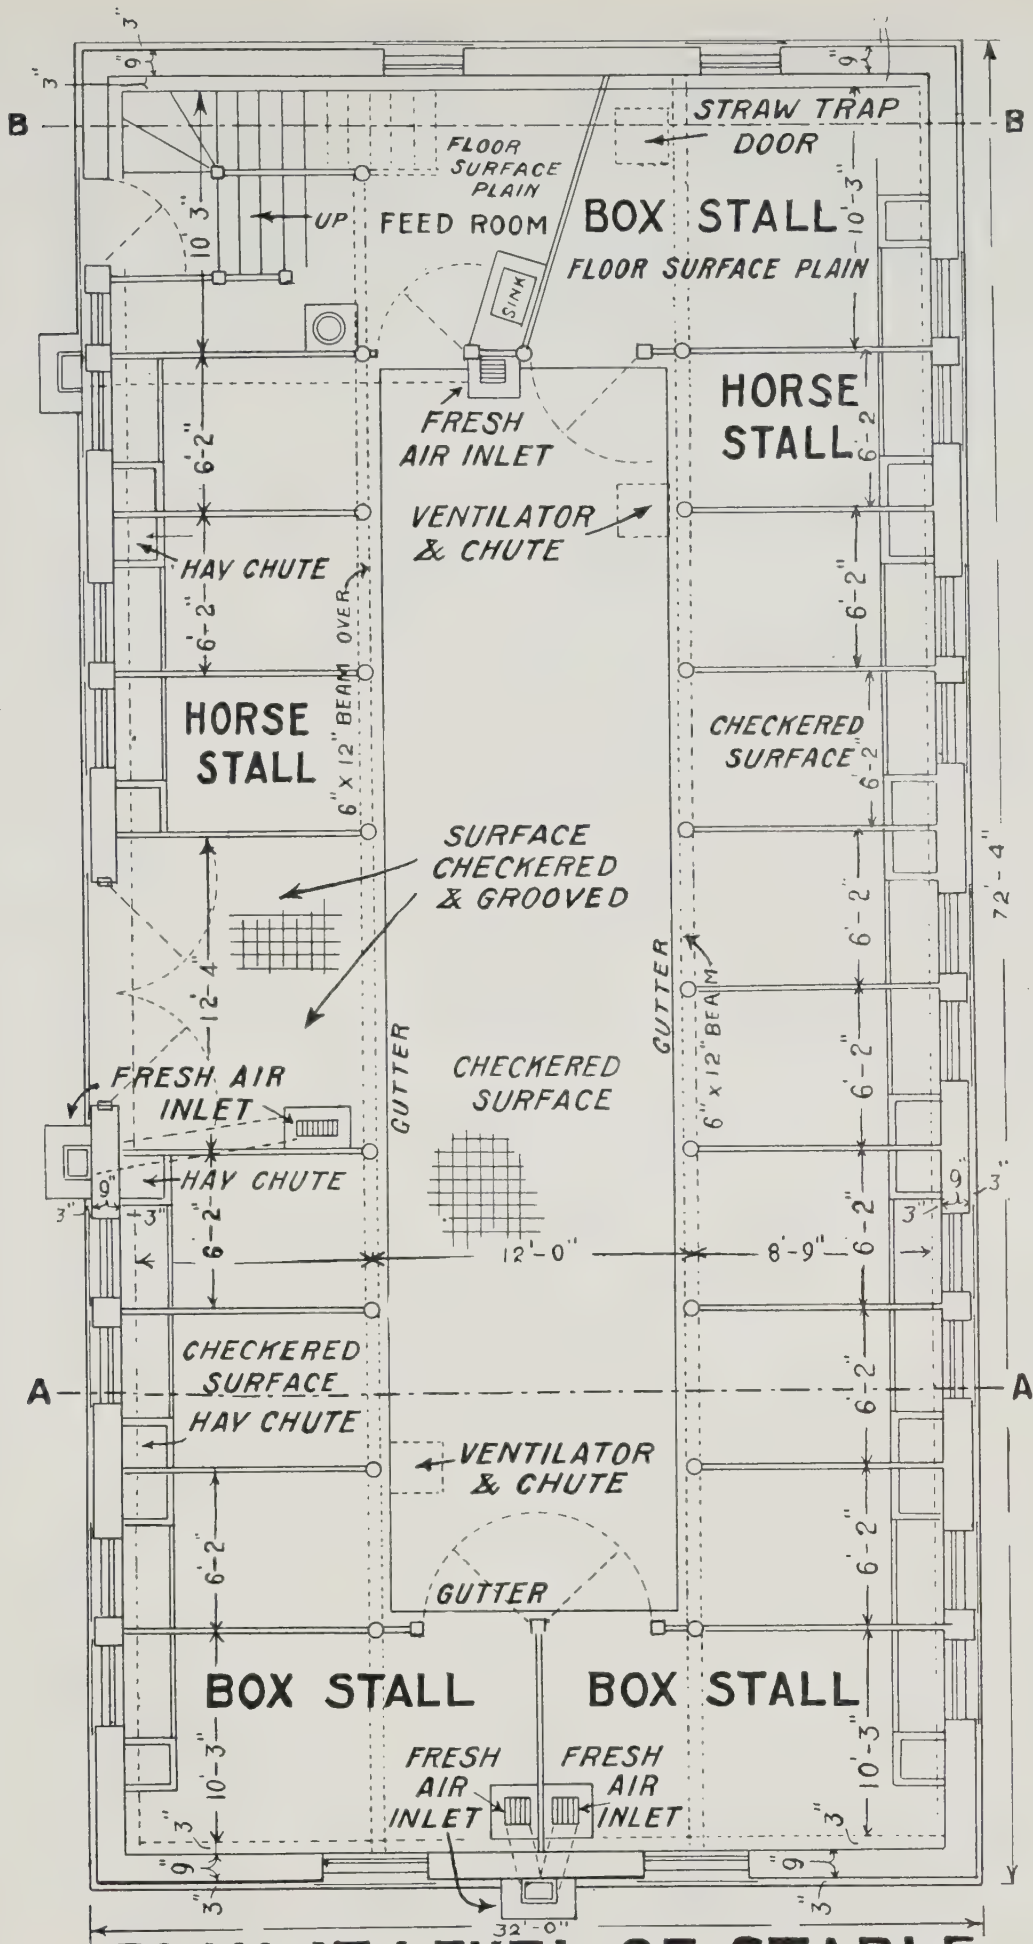 3"
9"
3"
9"
B
B
STRAW TRAP
DOOR
FLOOR
SURFACE
PLAIN
UP
FEED ROOM
10' 3"
BOX STALL
FLOOR SURFACE PLAIN
10'-3"
SINK
FRESH
AIR INLET
HORSE
STALL
6'-2"
6'-2
VENTILATOR
& CHUTE
HAY CHUTE
6'-2"
6'-2"
6" X 12" BEAM OVER
HORSE
STALL
CHECKERED
SURFACE
6'-2"
72'-4"
SURFACE
CHECKERED
& GROOVED
6'-2"
12'-4"
GUTTER
GUTTER
6" X 12" BEAM
6'-2"
CHECKERED
SURFACE
FRESH AIR
INLET
HAY CHUTE
9"
3"
3"
6'-2"
9"
3"
3"
6'-2"
12'-0"
8'-9"
CHECKERED
SURFACE
A
A
6'-2"
HAY CHUTE
VENTILATOR
& CHUTE
6'-2"
6'-2"
GUTTER
BOX STALL
BOX STALL
10'-3"
10'-3"
FRESH
AIR
INLET
FRESH
AIR
INLET
3"
9"
3"
3"
9"
3"
32'-0"